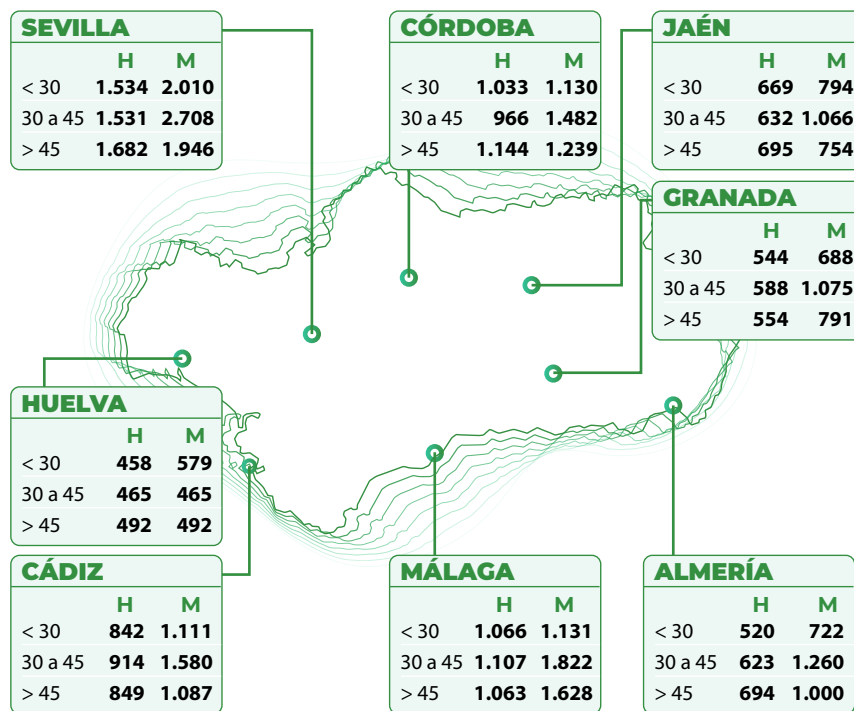 SEVILLA
H M
< 30 1.534 2.010
30 a 45 1.531 2.708
> 45 1.682 1.946
CÓRDOBA
H M
< 30 1.033 1.130
30 a 45 966 1.482
> 45 1.144 1.239
JAÉN
H M
< 30 669 794
30 a 45 632 1.066
> 45 695 754
GRANADA
H M
< 30 544 688
30 a 45 588 1.075
> 45 554 791
HUELVA
H M
< 30 458 579
30 a 45 465 465
> 45 492 492
CÁDIZ
H M
< 30 842 1.111
30 a 45 914 1.580
> 45 849 1.087
MÁLAGA
H M
< 30 1.066 1.131
30 a 45 1.107 1.822
> 45 1.063 1.628
ALMERÍA
H M
< 30 520 722
30 a 45 623 1.260
> 45 694 1.000